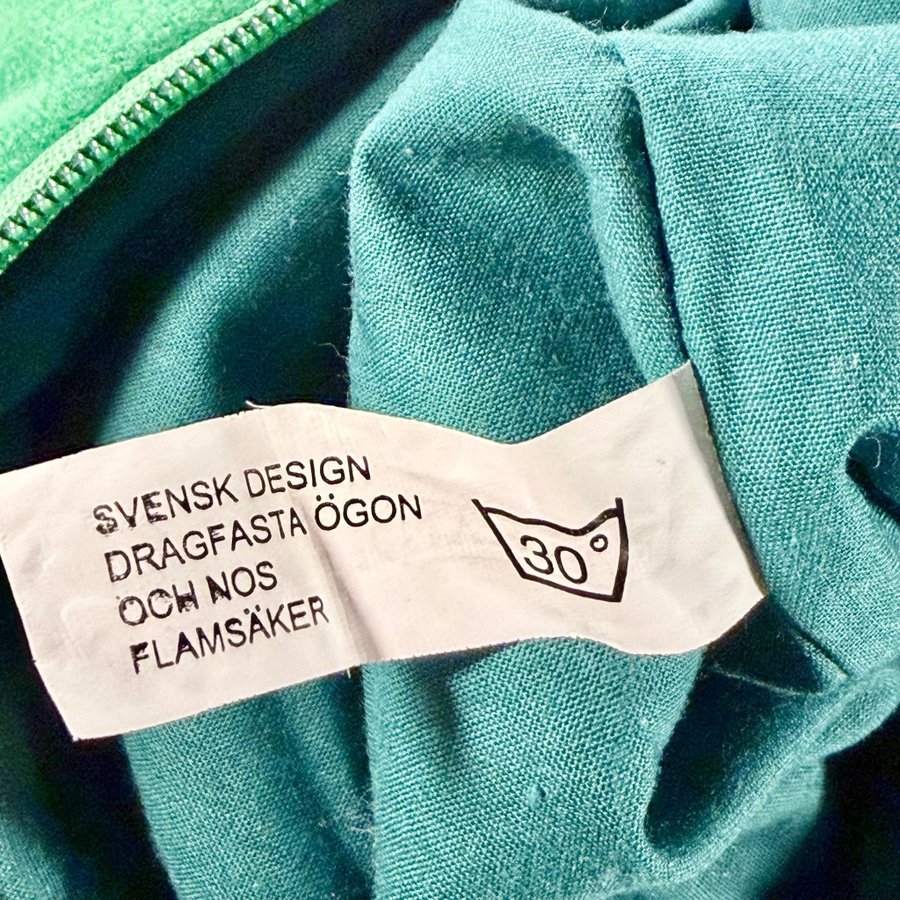 SVENSK DESIGN
DRAGFASTA ÖGON
OCH NOS
FLAMSÄKER
30°